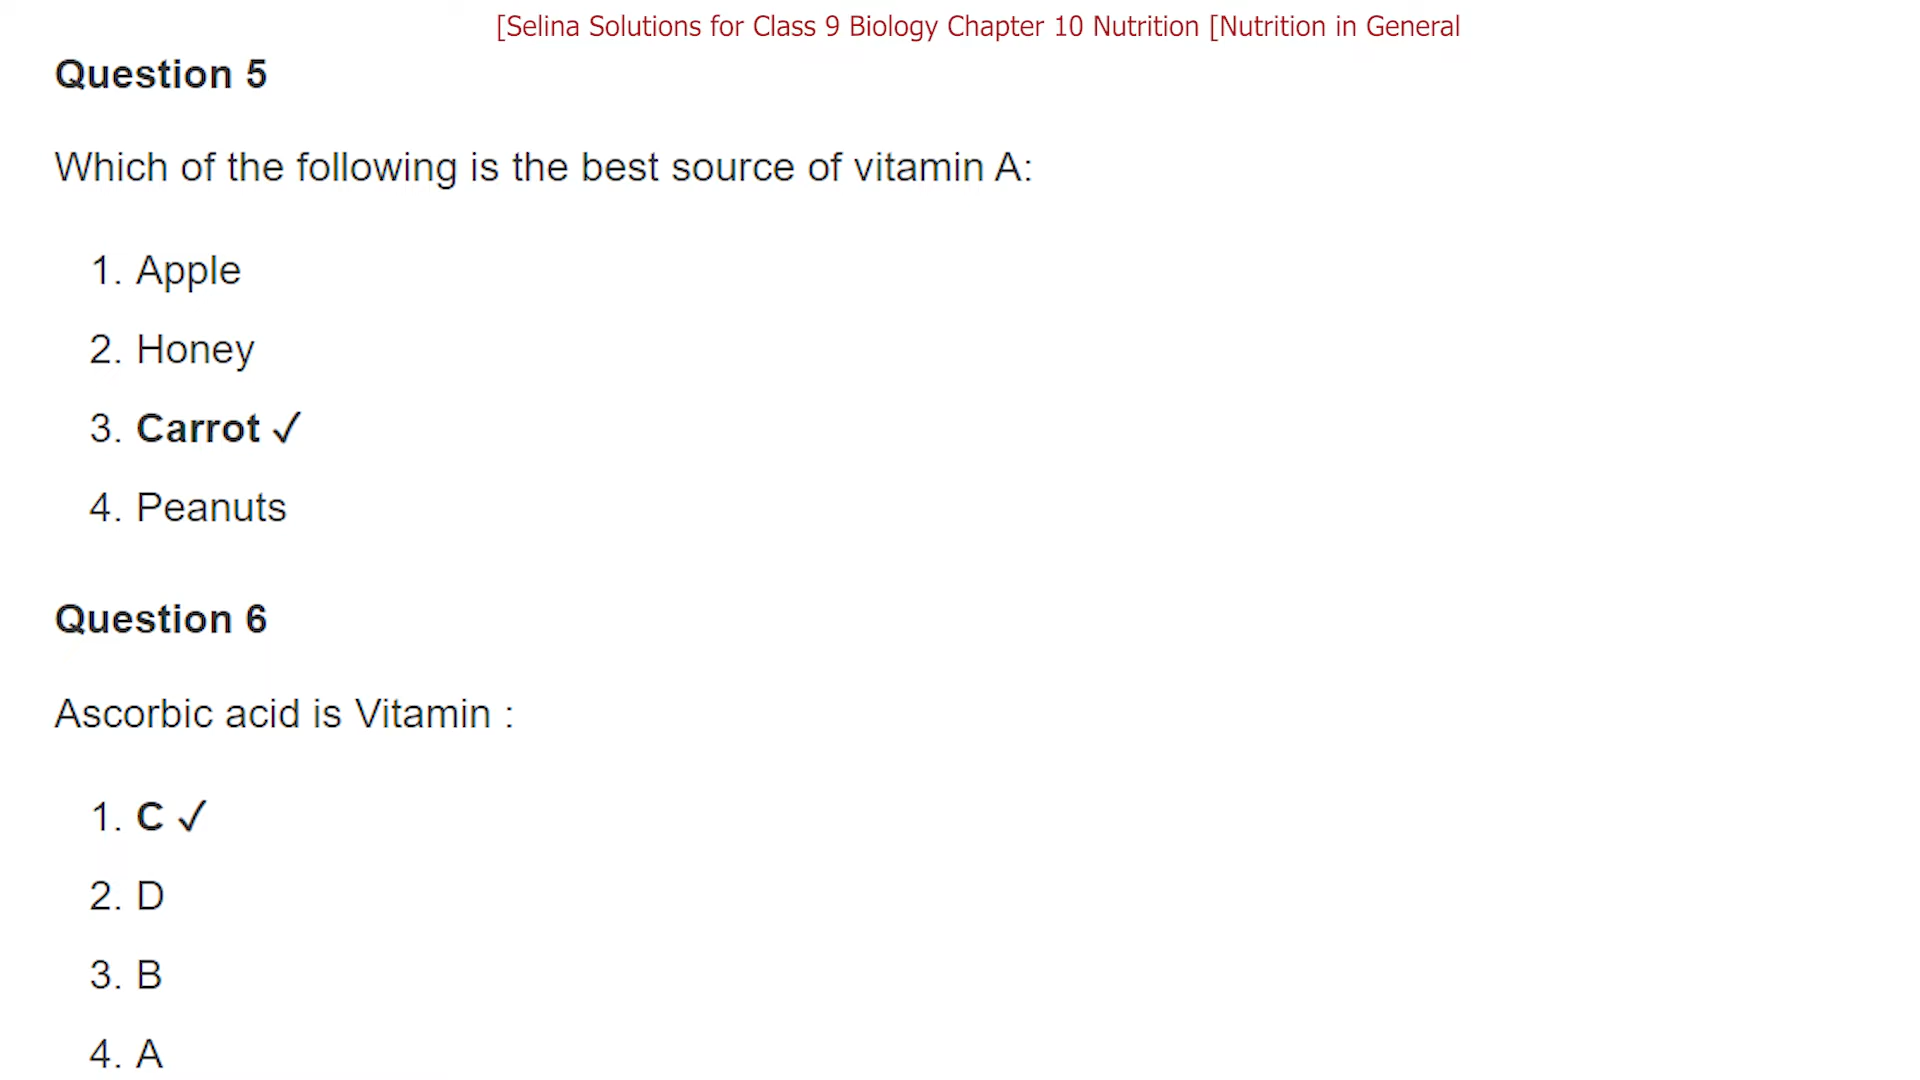 [Selina Solutions for Class 9 Biology Chapter 10 Nutrition [Nutrition in General
Question 5
Which of the following is the best source of vitamin A:
1. Apple
2. Honey
3. Carrot ✓
4. Peanuts
Question 6
Ascorbic acid is Vitamin :
1. C ✓
2. D
3. B
4. A